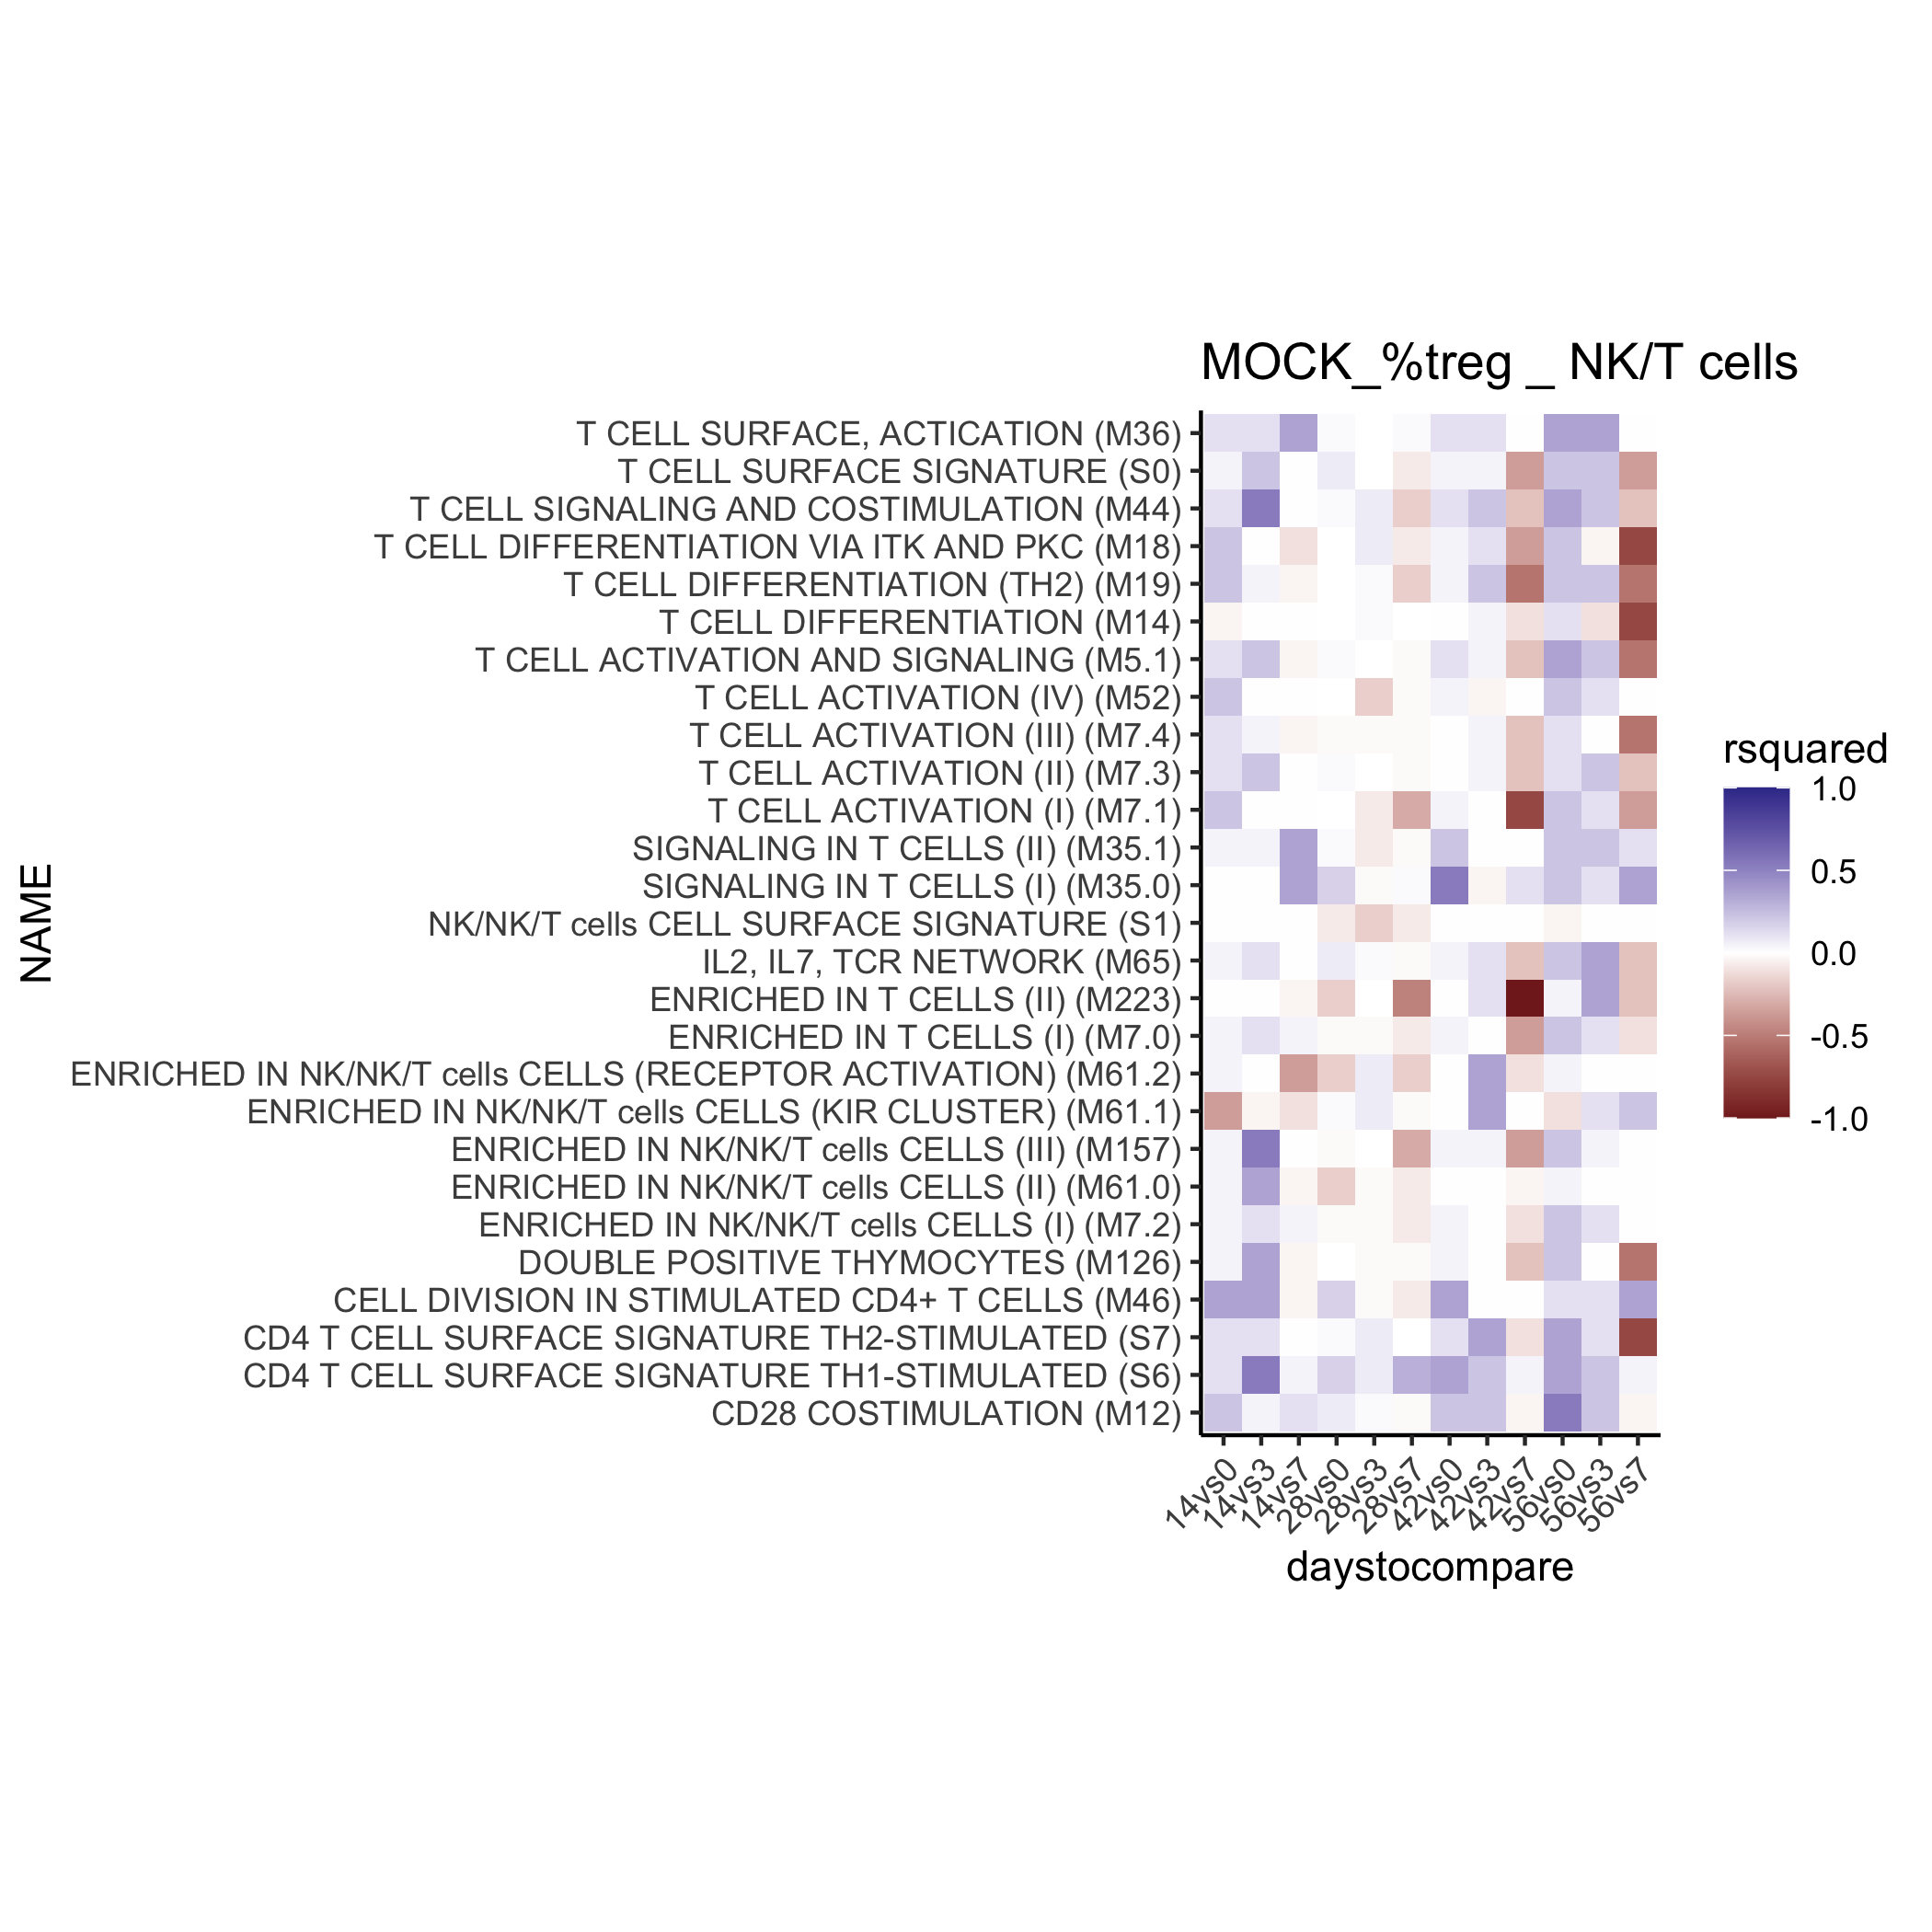 MOCK_%treg _ NK/T cells
NAME
T CELL SURFACE, ACTICATION (M36)
T CELL SURFACE SIGNATURE (S0)
T CELL SIGNALING AND COSTIMULATION (M44)
T CELL DIFFERENTIATION VIA ITK AND PKC (M18)
T CELL DIFFERENTIATION (TH2) (M19)
T CELL DIFFERENTIATION (M14)
T CELL ACTIVATION AND SIGNALING (M5.1)
T CELL ACTIVATION (IV) (M52)
T CELL ACTIVATION (III) (M7.4)
T CELL ACTIVATION (II) (M7.3)
T CELL ACTIVATION (I) (M7.1)
SIGNALING IN T CELLS (II) (M35.1)
SIGNALING IN T CELLS (I) (M35.0)
NK/NK/T cells CELL SURFACE SIGNATURE (S1)
IL2, IL7, TCR NETWORK (M65)
ENRICHED IN T CELLS (II) (M223)
ENRICHED IN T CELLS (I) (M7.0)
ENRICHED IN NK/NK/T cells CELLS (RECEPTOR ACTIVATION) (M61.2)
ENRICHED IN NK/NK/T cells CELLS (KIR CLUSTER) (M61.1)
ENRICHED IN NK/NK/T cells CELLS (III) (M157)
ENRICHED IN NK/NK/T cells CELLS (II) (M61.0)
ENRICHED IN NK/NK/T cells CELLS (I) (M7.2)
DOUBLE POSITIVE THYMOCYTES (M126)
CELL DIVISION IN STIMULATED CD4+ T CELLS (M46)
CD4 T CELL SURFACE SIGNATURE TH2-STIMULATED (S7)
CD4 T CELL SURFACE SIGNATURE TH1-STIMULATED (S6)
CD28 COSTIMULATION (M12)
14vs0
14vs3
14vs7
28vs0
28vs3
28vs7
42vs0
42vs3
42vs7
56vs0
56vs3
56vs7
daystocompare
rsquared
1.0
0.5
0.0
-0.5
-1.0